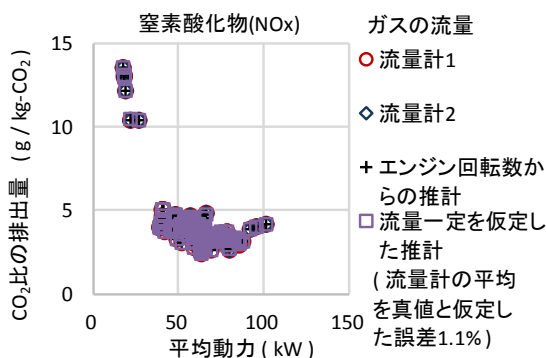 窒素酸化物(NOx)
CO₂比の排出量 ( g / kg-CO₂ )
15
10
5
0
0
50
100
150
平均動力 ( kW )
ガスの流量
流量計1
流量計2
エンジン回転数か
らの推計
流量一定を仮定し
た推計
( 流量計の平均
を真値と仮定し
た誤差1.1%)